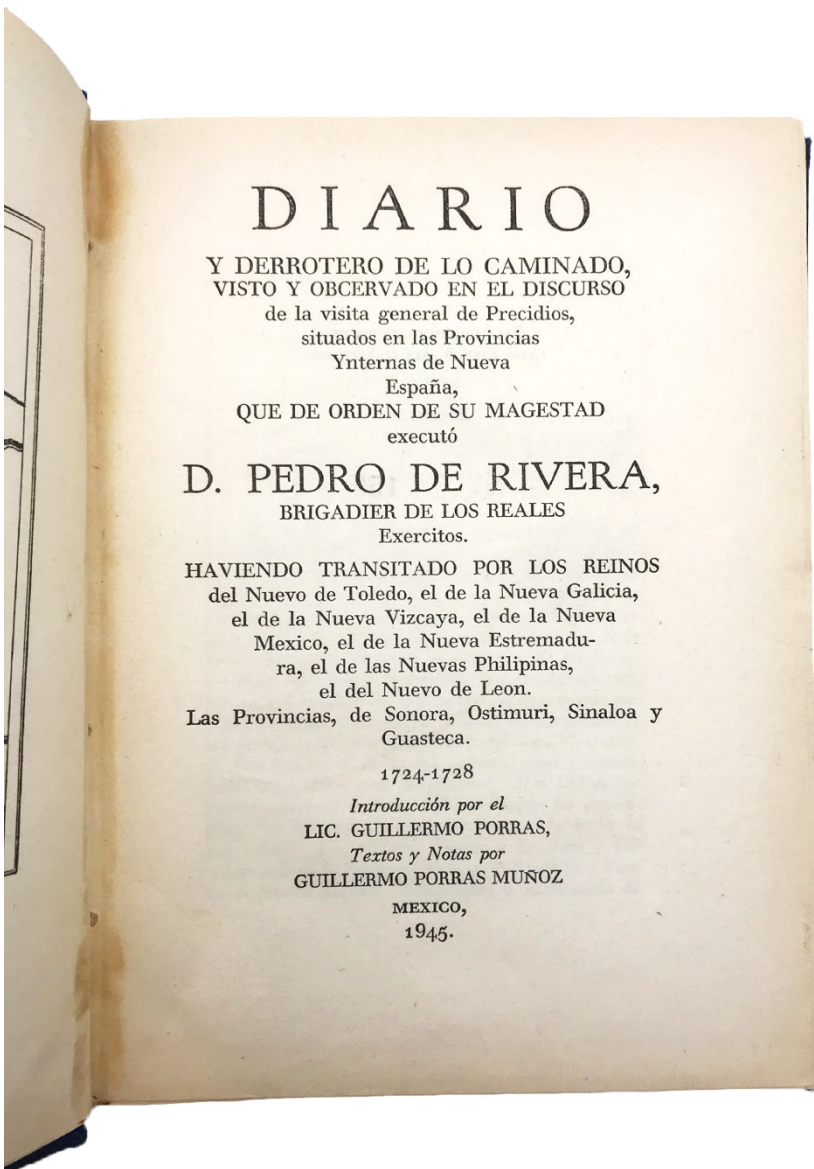 DIARIO
Y DERROTERO DE LO CAMINADO,
VISTO Y OBCERVADO EN EL DISCURSO
de la visita general de Precidios,
situados en las Provincias
Ynternas de Nueva
España,
QUE DE ORDEN DE SU MAGESTAD
executó
D. PEDRO DE RIVERA,
BRIGADIER DE LOS REALES
Exercitos.
HAVIENDO TRANSITADO POR LOS REINOS
del Nuevo de Toledo, el de la Nueva Galicia,
el de la Nueva Vizcaya, el de la Nueva
Mexico, el de la Nueva Estremadu-
ra, el de las Nuevas Philipinas,
el del Nuevo de Leon.
Las Provincias, de Sonora, Ostimuri, Sinaloa y
Guasteca.
1724-1728
Introducción por el
LIC. GUILLERMO PORRAS,
Textos y Notas por
GUILLERMO PORRAS MUÑOZ
MEXICO,
1945.